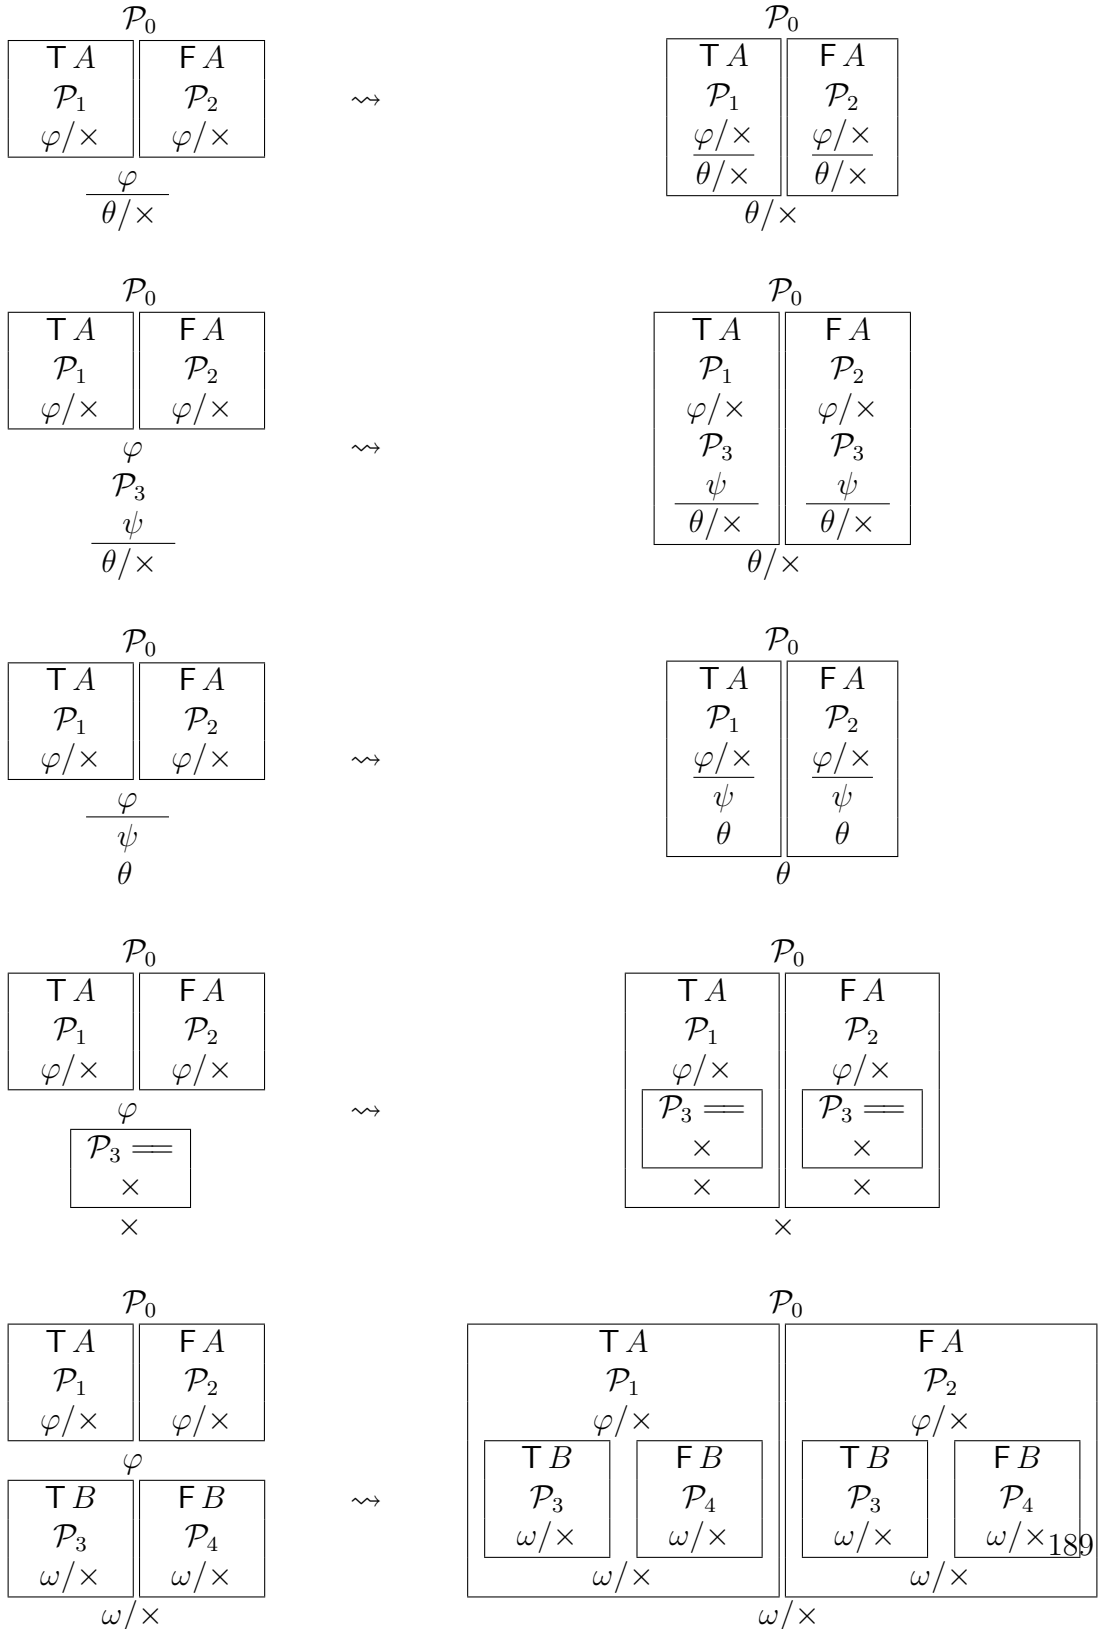 𝒫₀ 𝒫₀
T A F A T A F A
𝒫₁ 𝒫₂ ⇝ 𝒫₁ 𝒫₂
φ/× φ/× φ/× φ/×
φ θ/× θ/×
θ/× θ/×
𝒫₀ 𝒫₀
T A F A T A F A
𝒫₁ 𝒫₂ 𝒫₁ 𝒫₂
φ/× φ/× φ/× φ/×
φ ⇝ 𝒫₃ 𝒫₃
𝒫₃ ψ ψ
ψ θ/× θ/×
θ/× θ/×
𝒫₀ 𝒫₀
T A F A T A F A
𝒫₁ 𝒫₂ 𝒫₁ 𝒫₂
φ/× φ/× ⇝ φ/× φ/×
φ ψ ψ
ψ θ θ
θ θ
𝒫₀ 𝒫₀
T A F A T A F A
𝒫₁ 𝒫₂ 𝒫₁ 𝒫₂
φ/× φ/× φ/× φ/×
φ ⇝ 𝒫₃ == 𝒫₃ ==
𝒫₃ == × ×
× × ×
× ×
𝒫₀ 𝒫₀
T A F A T A F A
𝒫₁ 𝒫₂ 𝒫₁ 𝒫₂
φ/× φ/× φ/× φ/×
φ T B F B T B F B
T B F B ⇝ 𝒫₃ 𝒫₄ 𝒫₃ 𝒫₄
𝒫₃ 𝒫₄ ω/× ω/× ω/× ω/×
ω/× ω/× ω/× ω/×
ω/× ω/×
189